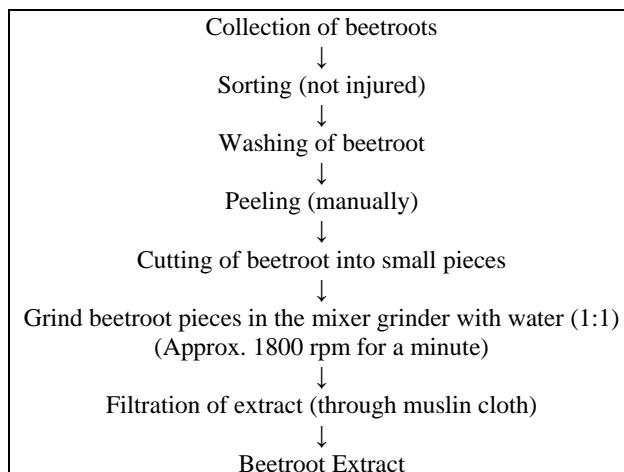 Collection of beetroots
↓
Sorting (not injured)
↓
Washing of beetroot
↓
Peeling (manually)
↓
Cutting of beetroot into small pieces
↓
Grind beetroot pieces in the mixer grinder with water (1:1)
(Approx. 1800 rpm for a minute)
↓
Filtration of extract (through muslin cloth)
↓
Beetroot Extract